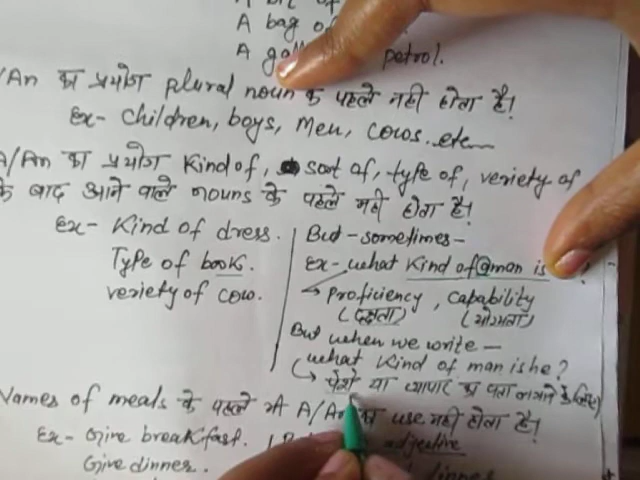 A bag of
A petrol.
/An का प्रयोग plural noun के पहले नही होता है।
Ex- Children, boys, Men, Cows..etc
A/An का प्रयोग Kind of, sort of, type of, veriety of
के बाद आने वाले nouns के पहले नही होता है।
Ex- Kind of dress.
Type of book.
veriety of cow.
But-sometimes-
Ex- what Kind of a man is
Proficiency, Capability
(दक्षता) (योग्यता)
But when we write-
what Kind of man is he?
पेशे या व्यापार का पता लगाने के लिए)
Names of meals के पहले भी A/An का use नही होता है।
Ex- Give breakfast. adjective
Give dinner. dinner